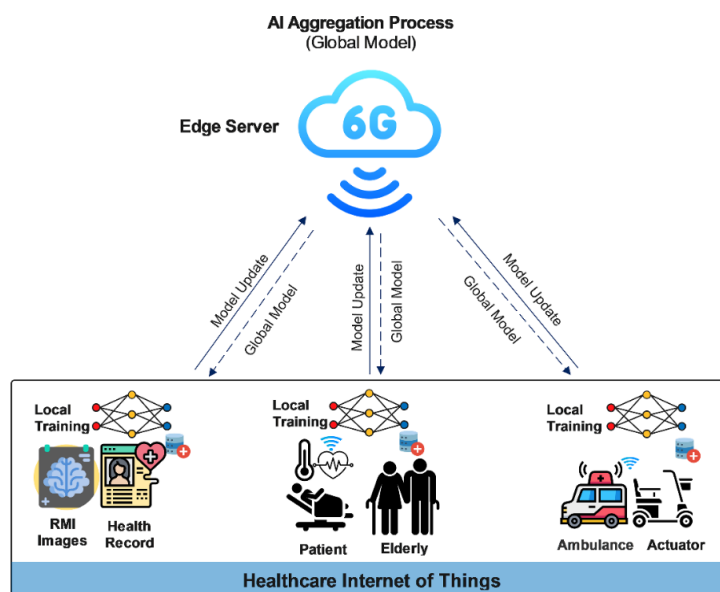 AI Aggregation Process
(Global Model)
Edge Server
6G
Model Update
Global Model
Model Update
Global Model
Model Update
Global Model
Local
Training
RMI
Images
Health
Record
Local
Training
Patient
Elderly
Local
Training
Ambulance
Actuator
Healthcare Internet of Things